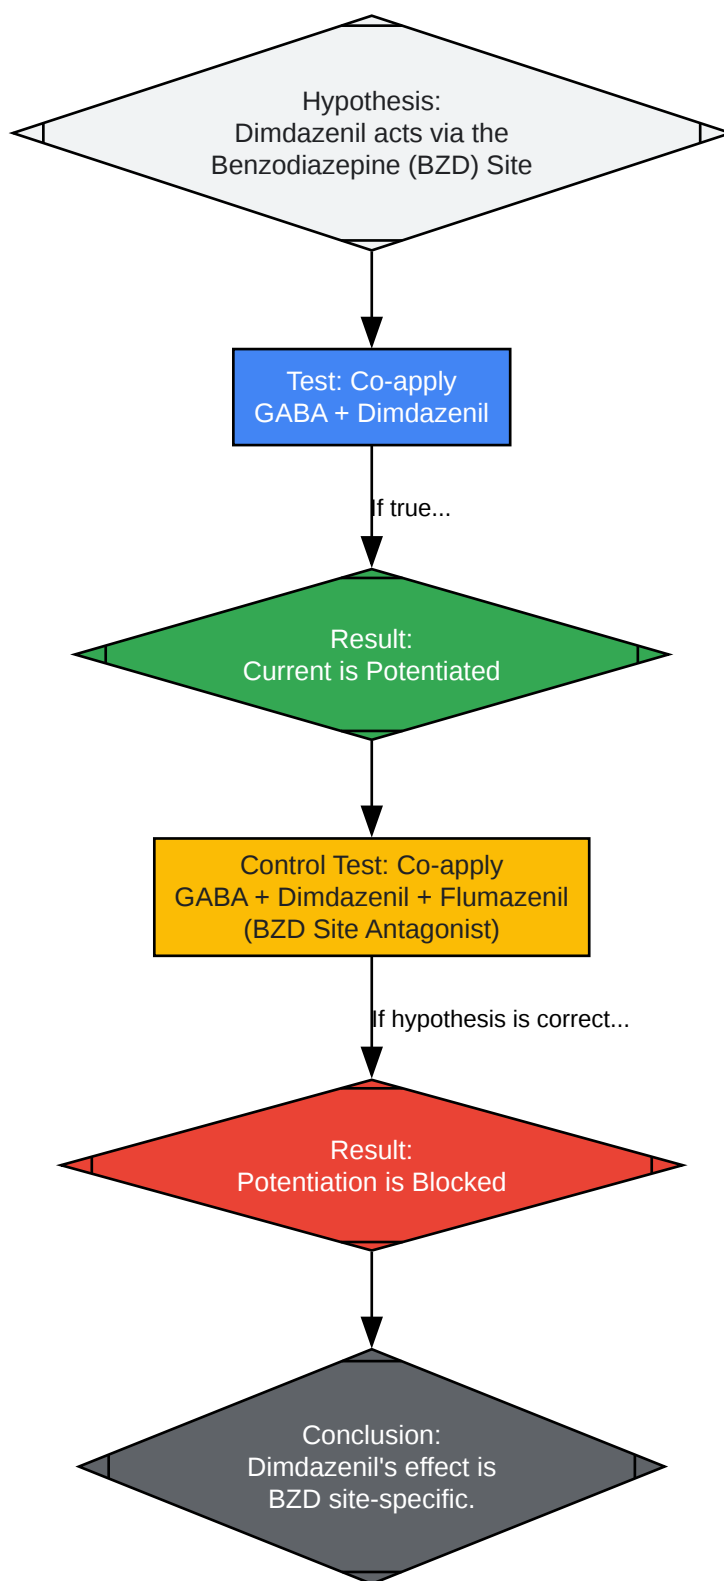 Hypothesis:
Dimdazenil acts via the
Benzodiazepine (BZD) Site
Test: Co-apply
GABA + Dimdazenil
If true...
Result:
Current is Potentiated
Control Test: Co-apply
GABA + Dimdazenil + Flumazenil
(BZD Site Antagonist)
If hypothesis is correct...
Result:
Potentiation is Blocked
Conclusion:
Dimdazenil's effect is
BZD site-specific.